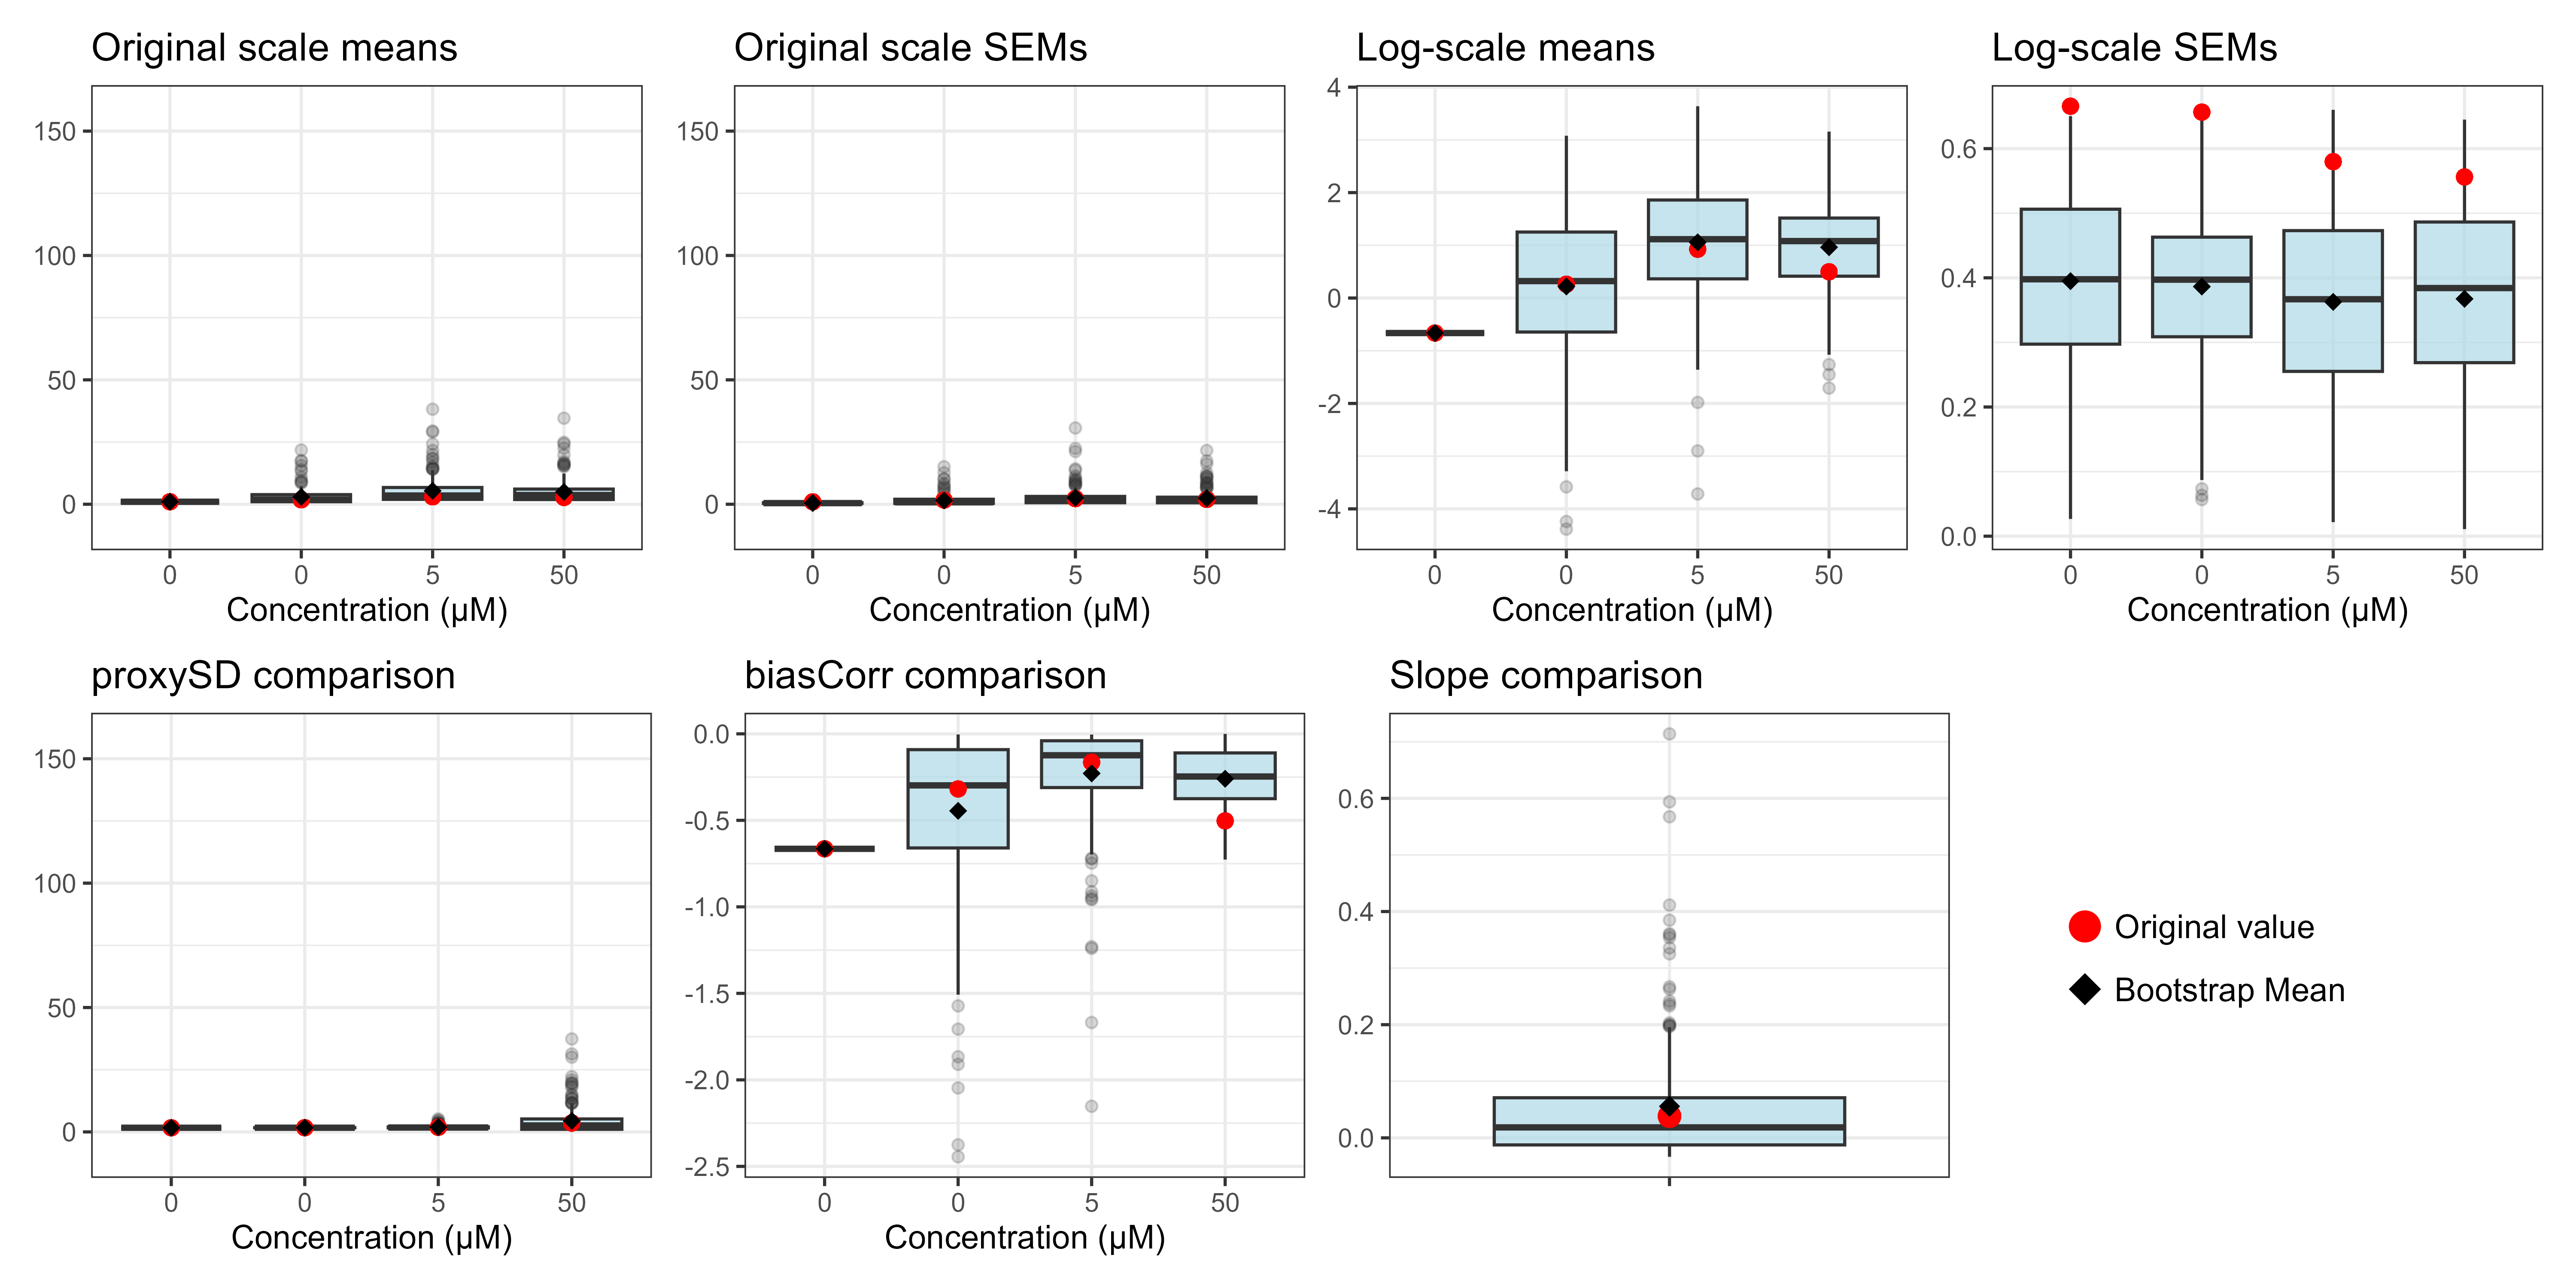 Original scale means
150
100
50
0
0 0 5 50
Concentration (µM)
Original scale SEMs
150
100
50
0
0 0 5 50
Concentration (µM)
Log-scale means
4
2
0
-2
-4
0 0 5 50
Concentration (µM)
Log-scale SEMs
0.6
0.4
0.2
0.0
0 0 5 50
Concentration (µM)
proxySD comparison
150
100
50
0
0 0 5 50
Concentration (µM)
biasCorr comparison
0.0
-0.5
-1.0
-1.5
-2.0
-2.5
0 0 5 50
Concentration (µM)
Slope comparison
0.6
0.4
0.2
0.0
Original value
Bootstrap Mean